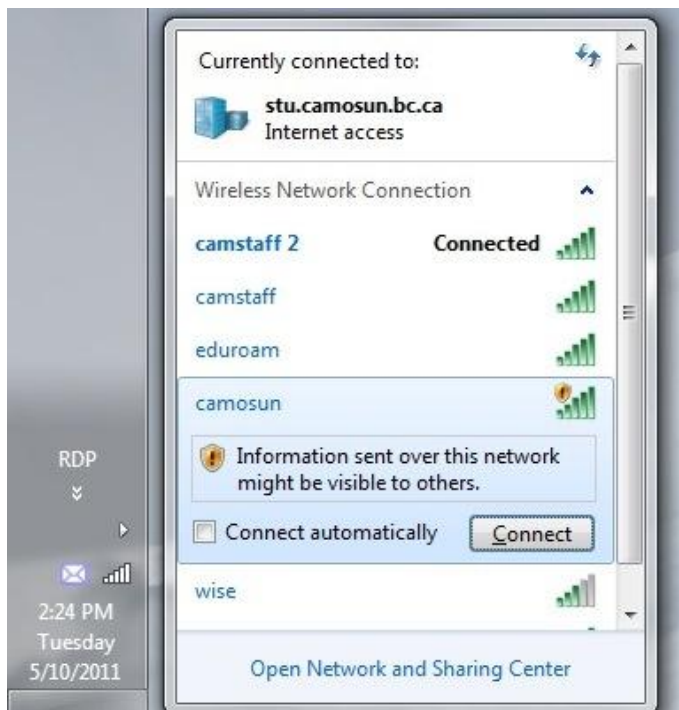 Currently connected to:
stu.camosun.bc.ca
Internet access
Wireless Network Connection
camstaff 2 Connected
camstaff
eduroam
camosun
Information sent over this network
might be visible to others.
Connect automatically Connect
wise
Open Network and Sharing Center
RDP
2:24 PM
Tuesday
5/10/2011